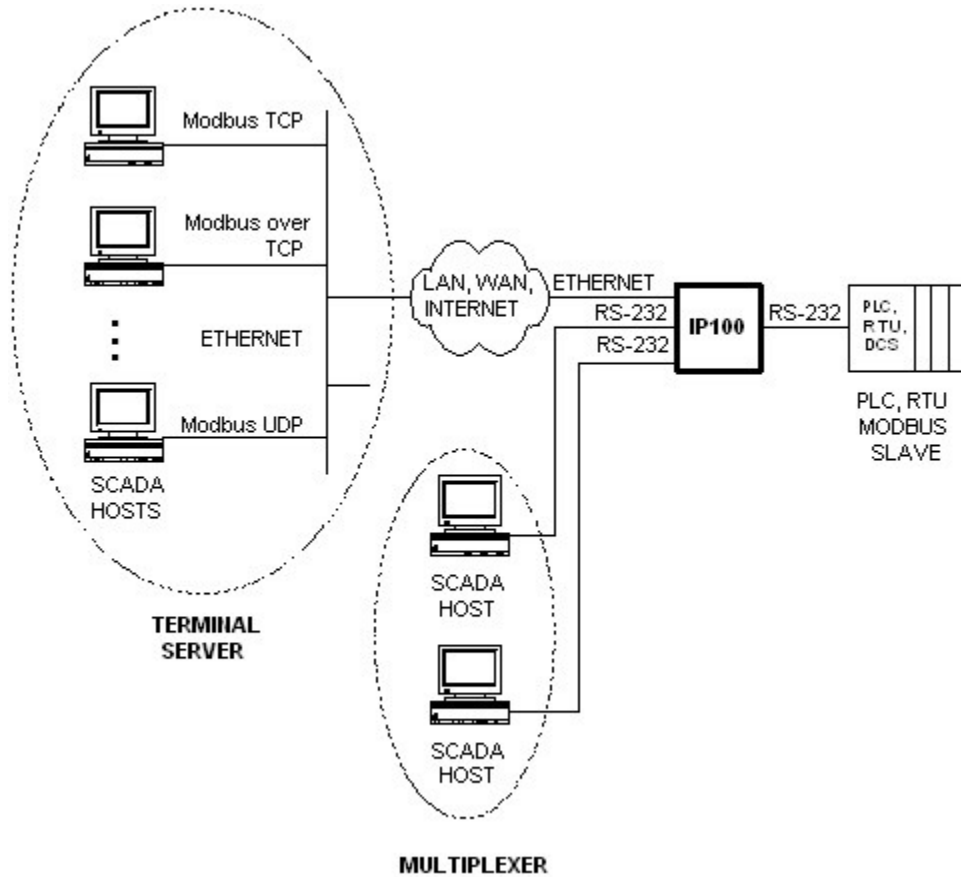 Modbus TCP
Modbus over
TCP
ETHERNET
Modbus UDP
SCADA
HOSTS
TERMINAL
SERVER
LAN, WAN,
INTERNET
ETHERNET
RS-232
RS-232
IP100
RS-232
PLC,
RTU,
DCS
PLC, RTU
MODBUS
SLAVE
SCADA
HOST
SCADA
HOST
MULTIPLEXER